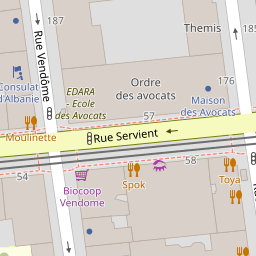 187
Themis
185
Rue Vendôme
Consulat
d'Albanie
EDARA
- Ecole
des Avocats
Ordre
des avocats
176
Maison
des Avocats
57
Moulinette
Rue Servient
54
58
Biocoop
Vendome
Spok
Toya